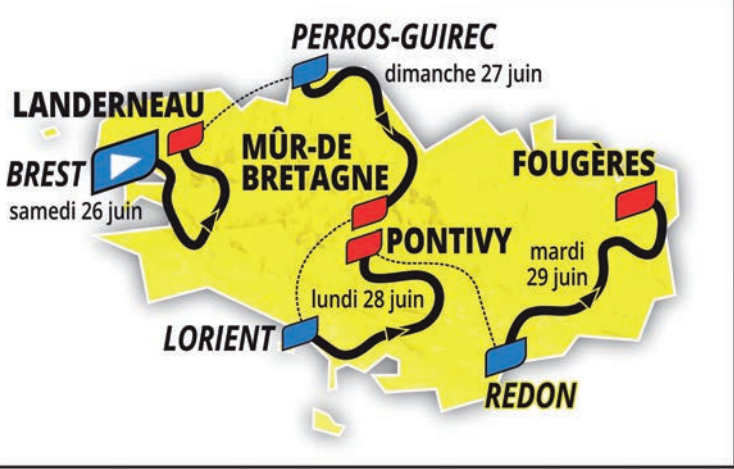 PERROS-GUIREC
dimanche 27 juin
LANDERNEAU
BREST
samedi 26 juin
MÛR-DE
BRETAGNE
FOUGÈRES
PONTIVY
mardi
29 juin
lundi 28 juin
LORIENT
REDON